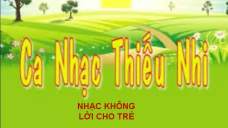 Ca Nhạc Thiếu Nhi
NHẠC KHÔNG
LỜI CHO TRẺ